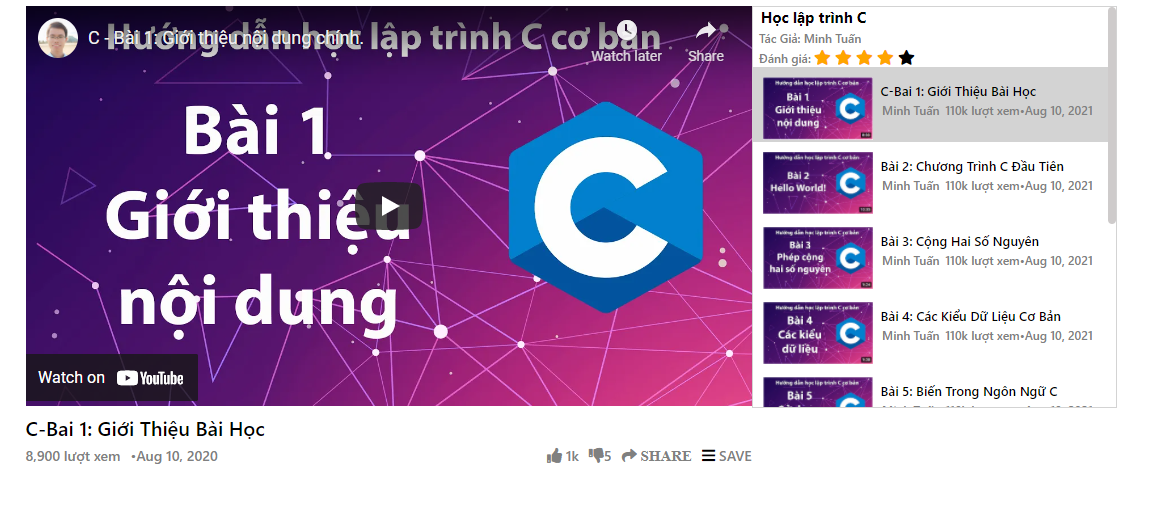 Hướng dẫn học lập trình C cơ bản
C - Bài 1: Giới thiệu nội dung chính.
Watch later
Share
Bài 1
Giới thiệu
nội dung
C
Watch on YouTube
C-Bai 1: Giới Thiệu Bài Học
8,900 lượt xem •Aug 10, 2020
1k 5 SHARE SAVE
Học lập trình C
Tác Giả: Minh Tuấn
Đánh giá:
Hướng dẫn học lập trình C cơ bản
Bài 1
Giới thiệu
nội dung
C
C-Bai 1: Giới Thiệu Bài Học
Minh Tuấn 110k lượt xem•Aug 10, 2021
Hướng dẫn học lập trình C cơ bản
Bài 2
Hello World!
C
Bài 2: Chương Trình C Đầu Tiên
Minh Tuấn 110k lượt xem•Aug 10, 2021
Hướng dẫn học lập trình C cơ bản
Bài 3
Phép cộng
hai số nguyên
C
Bài 3: Cộng Hai Số Nguyên
Minh Tuấn 110k lượt xem•Aug 10, 2021
Hướng dẫn học lập trình C cơ bản
Bài 4
Các kiểu
dữ liệu
C
Bài 4: Các Kiểu Dữ Liệu Cơ Bản
Minh Tuấn 110k lượt xem•Aug 10, 2021
Hướng dẫn học lập trình C cơ bản
Bài 5
C
Bài 5: Biến Trong Ngôn Ngữ C